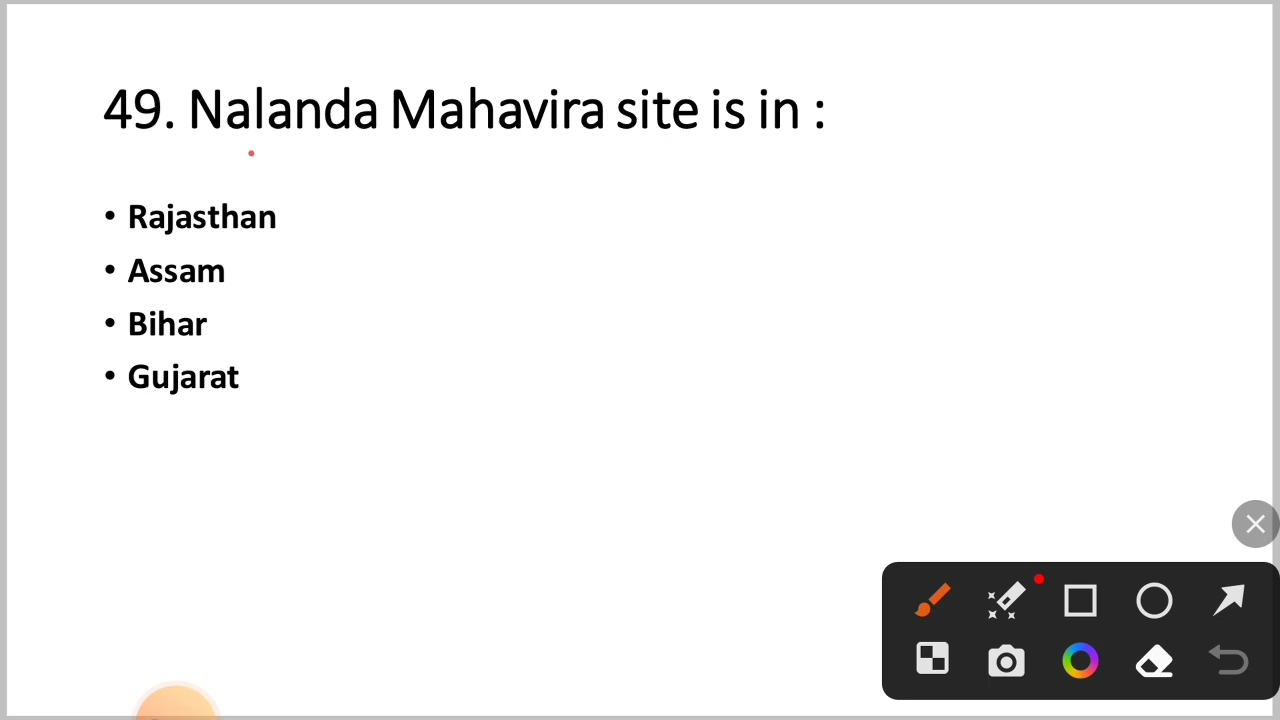 49. Nalanda Mahavira site is in :
• Rajasthan
• Assam
• Bihar
• Gujarat